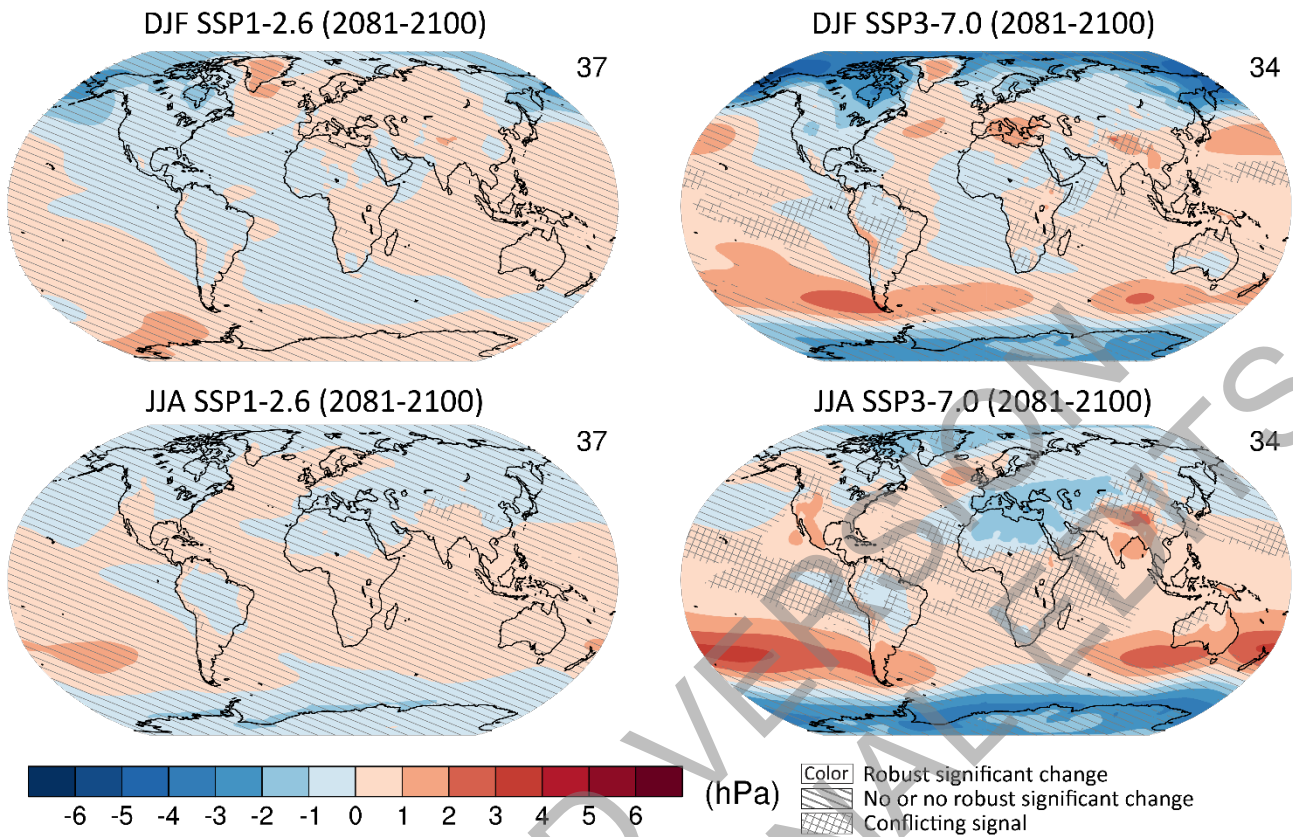 DJF SSP1-2.6 (2081-2100)
37
DJF SSP3-7.0 (2081-2100)
34
JJA SSP1-2.6 (2081-2100)
37
JJA SSP3-7.0 (2081-2100)
34
-6 -5 -4 -3 -2 -1 0 1 2 3 4 5 6
(hPa)
Color Robust significant change
No or no robust significant change
Conflicting signal
VERSION